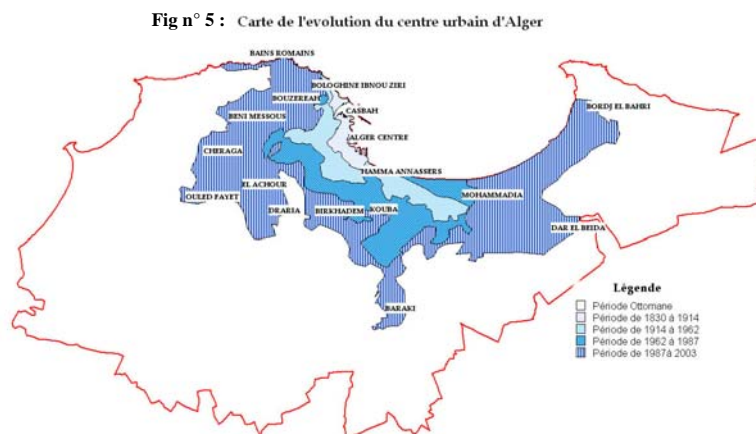 Fig n° 5 : Carte de l'evolution du centre urbain d'Alger
BAINS ROMAINS
BOLOGHINE IBNOU ZIRI
BOUZEREAH
CASBAH
BORDJ EL BAHRI
BENI MESSOUS
ALGER CENTRE
CHERAGA
HAMMA ANNASSERS
EL ACHOUR
MOHAMMADIA
OULED FAYET
DRARIA
BIRKHADEM
KOUBA
DAR EL BEIDA
BARAKI
Légende
Période Ottomane
Période de 1830 à 1914
Période de 1914 à 1962
Période de 1962 à 1987
Période de 1987à 2003